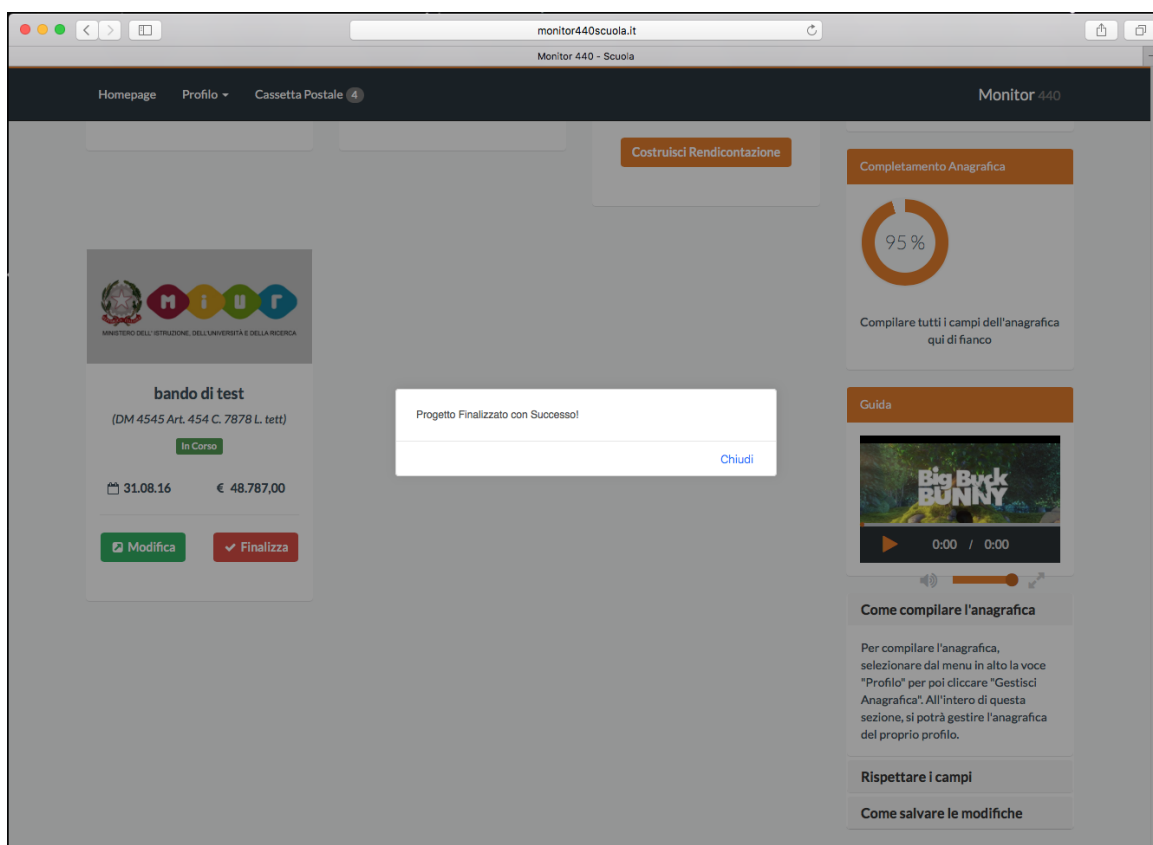 monitor440scuola.it
Monitor 440 - Scuola
Homepage Profilo Cassetta Postale 4 Monitor 440
Costruisci Rendicontazione
Completamento Anagrafica
95 %
Compilare tutti i campi dell'anagrafica
qui di fianco
miur
MINISTERO DELL'ISTRUZIONE, DELL'UNIVERSITÀ E DELLA RICERCA
bando di test
(DM 4545 Art. 454 C. 7878 L. tett)
In Corso
31.08.16 € 48.787,00
Modifica Finalizza
Progetto Finalizzato con Successo!
Chiudi
Guida
Big Buck
BUNNY
0:00 / 0:00
Come compilare l'anagrafica
Per compilare l'anagrafica,
selezionare dal menu in alto la voce
"Profilo" per poi cliccare "Gestisci
Anagrafica". All'intero di questa
sezione, si potrà gestire l'anagrafica
del proprio profilo.
Rispettare i campi
Come salvare le modifiche